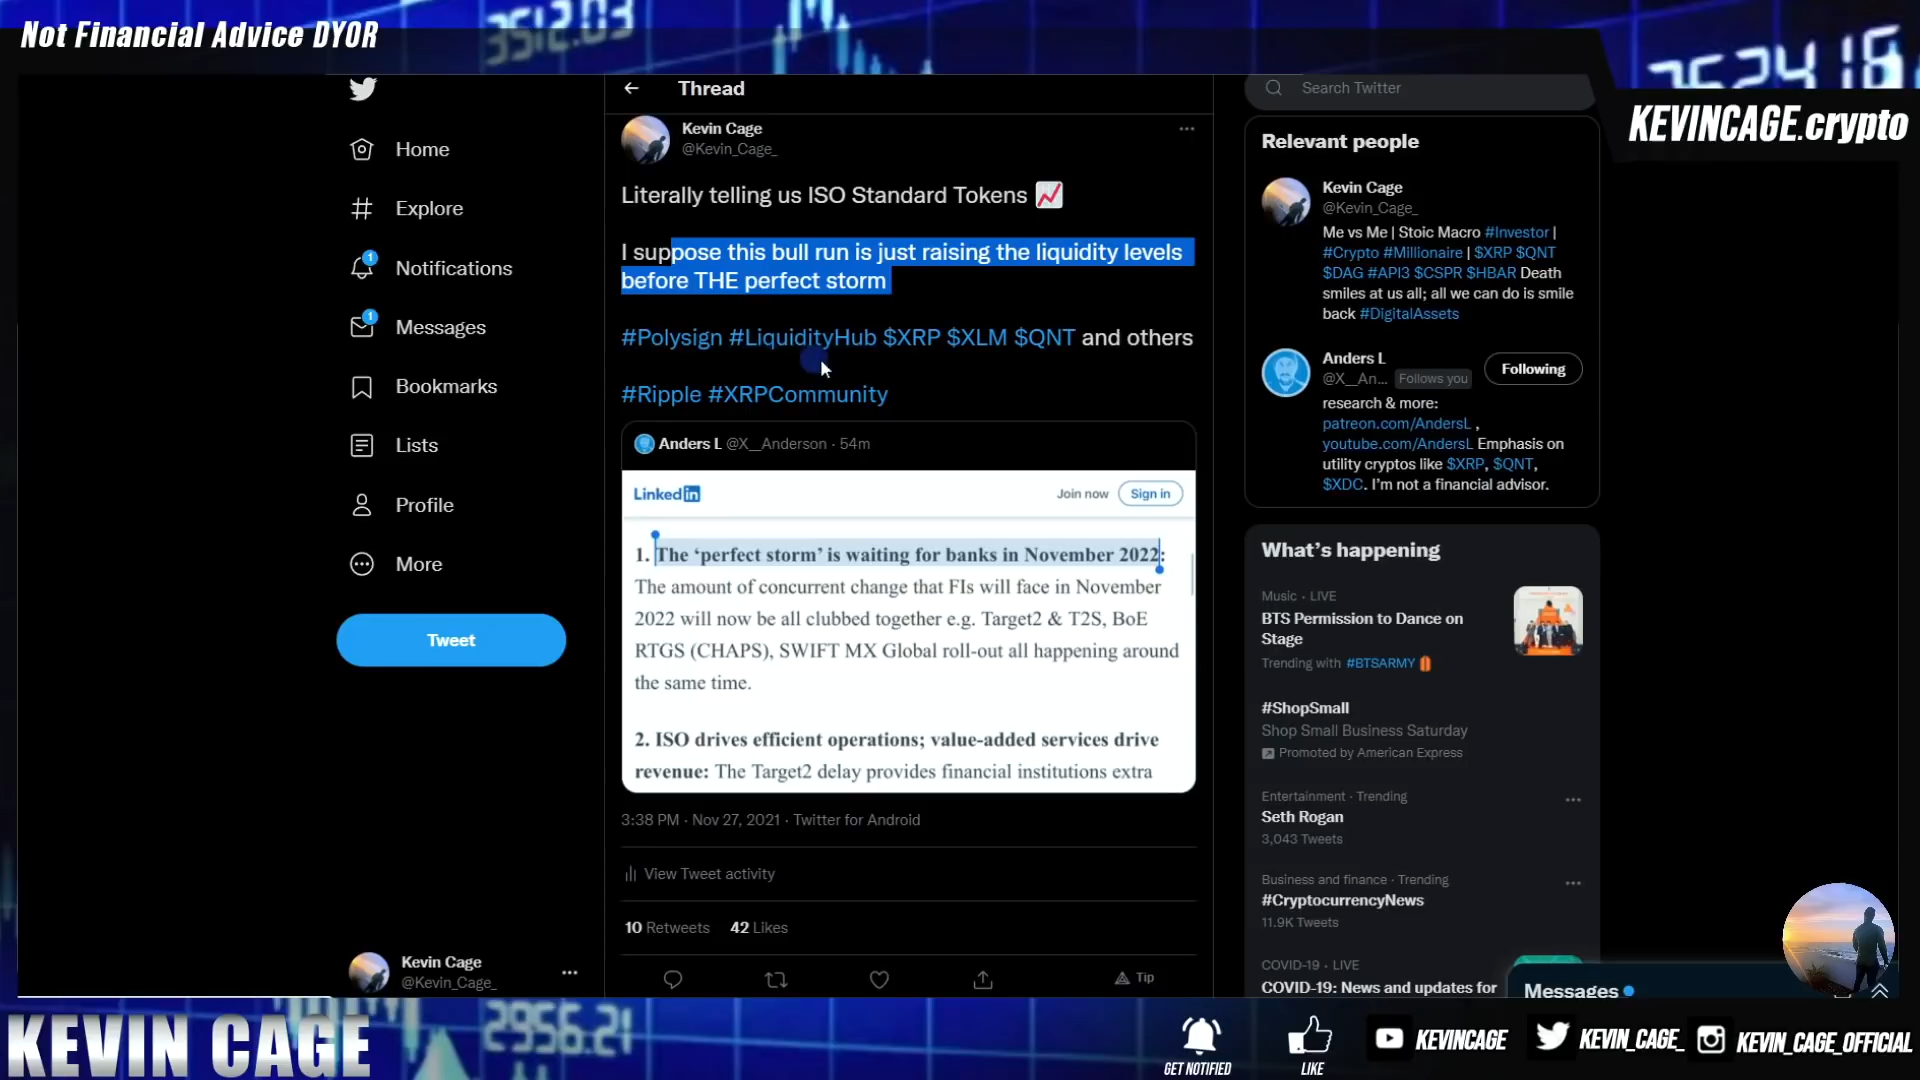 Not Financial Advice DYOR
3512.03
3524.16
KEVINCAGE.crypto
Home
Explore
1
Notifications
1
Messages
Bookmarks
Lists
Profile
More
Tweet
Kevin Cage
@Kevin_Cage_
Thread
Kevin Cage
@Kevin_Cage_
Literally telling us ISO Standard Tokens
I suppose this bull run is just raising the liquidity levels
before THE perfect storm
#Polysign #LiquidityHub $XRP $XLM $QNT and others
#Ripple #XRPCommunity
Anders L @X__Anderson · 54m
LinkedIn
Join now
Sign in
1. The ‘perfect storm’ is waiting for banks in November 2022:
The amount of concurrent change that FIs will face in November
2022 will now be all clubbed together e.g. Target2 & T2S, BoE
RTGS (CHAPS), SWIFT MX Global roll-out all happening around
the same time.
2. ISO drives efficient operations; value-added services drive
revenue: The Target2 delay provides financial institutions extra
3:38 PM · Nov 27, 2021 · Twitter for Android
View Tweet activity
10 Retweets 42 Likes
Tip
Search Twitter
Relevant people
Kevin Cage
@Kevin_Cage_
Me vs Me | Stoic Macro #Investor |
#Crypto #Millionaire | $XRP $QNT
$DAG #API3 $CSPR $HBAR Death
smiles at us all; all we can do is smile
back #DigitalAssets
Anders L
@X__An... Follows you
Following
research & more:
patreon.com/AndersL ,
youtube.com/AndersL Emphasis on
utility cryptos like $XRP, $QNT,
$XDC. I’m not a financial advisor.
What’s happening
Music · LIVE
BTS Permission to Dance on
Stage
Trending with #BTSARMY
#ShopSmall
Shop Small Business Saturday
Promoted by American Express
Entertainment · Trending
Seth Rogan
3,043 Tweets
Business and finance · Trending
#CryptocurrencyNews
11.9K Tweets
COVID-19 · LIVE
COVID-19: News and updates for
Messages
KEVIN CAGE
2956.21
GET NOTIFIED
LIKE
KEVINCAGE
KEVIN_CAGE_
KEVIN_CAGE_OFFICIAL